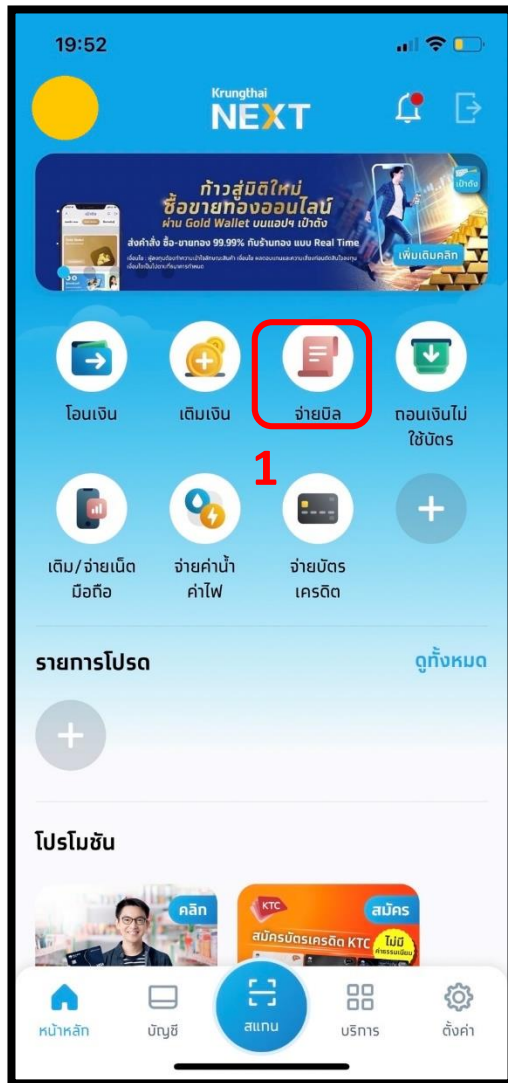 19:52
Krungthai
NEXT
ก้าวสู่มิติใหม่
ซื้อขายทองออนไลน์
ผ่าน Gold Wallet บนแอปฯ เป๋าตัง
ส่งคำสั่ง ซื้อ-ขายทอง 99.99% กับร้านทอง แบบ Real Time
เป๋าตัง
เพิ่มเติมคลิก
โอนเงิน
เติมเงิน
จ่ายบิล
ถอนเงินไม่
ใช้บัตร
1
เติม/จ่ายเน็ต
มือถือ
จ่ายค่าน้ำ
ค่าไฟ
จ่ายบัตร
เครดิต
รายการโปรด
ดูทั้งหมด
โปรโมชัน
คลิก
KTC
สมัคร
สมัครบัตรเครดิต KTC
ไม่มี
ค่าธรรมเนียม
หน้าหลัก
บัญชี
สแกน
บริการ
ตั้งค่า